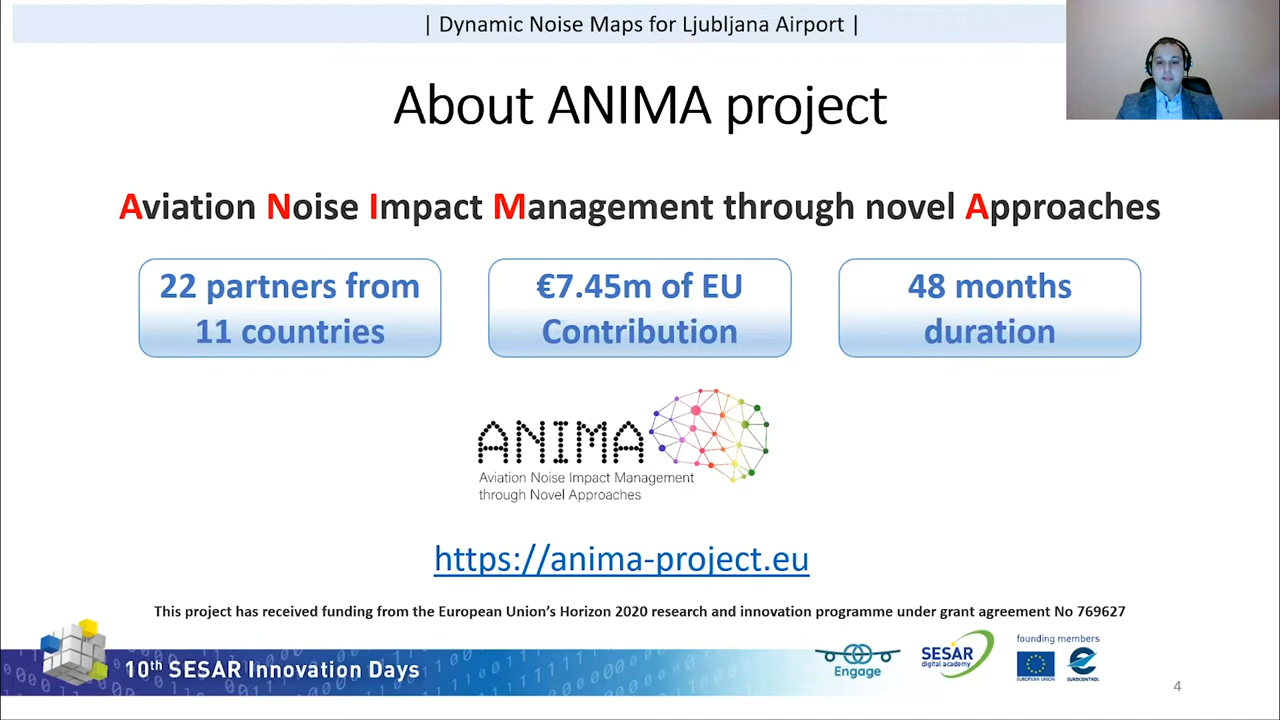 | Dynamic Noise Maps for Ljubljana Airport |
About ANIMA project
Aviation Noise Impact Management through novel Approaches
22 partners from
11 countries
€7.45m of EU
Contribution
48 months
duration
ANIMA
Aviation Noise Impact Management
through Novel Approaches
https://anima-project.eu
This project has received funding from the European Union's Horizon 2020 research and innovation programme under grant agreement No 769627
10th SESAR Innovation Days
Engage
SESAR
digital academy
founding members
EUROPEAN UNION
EUROCONTROL
4